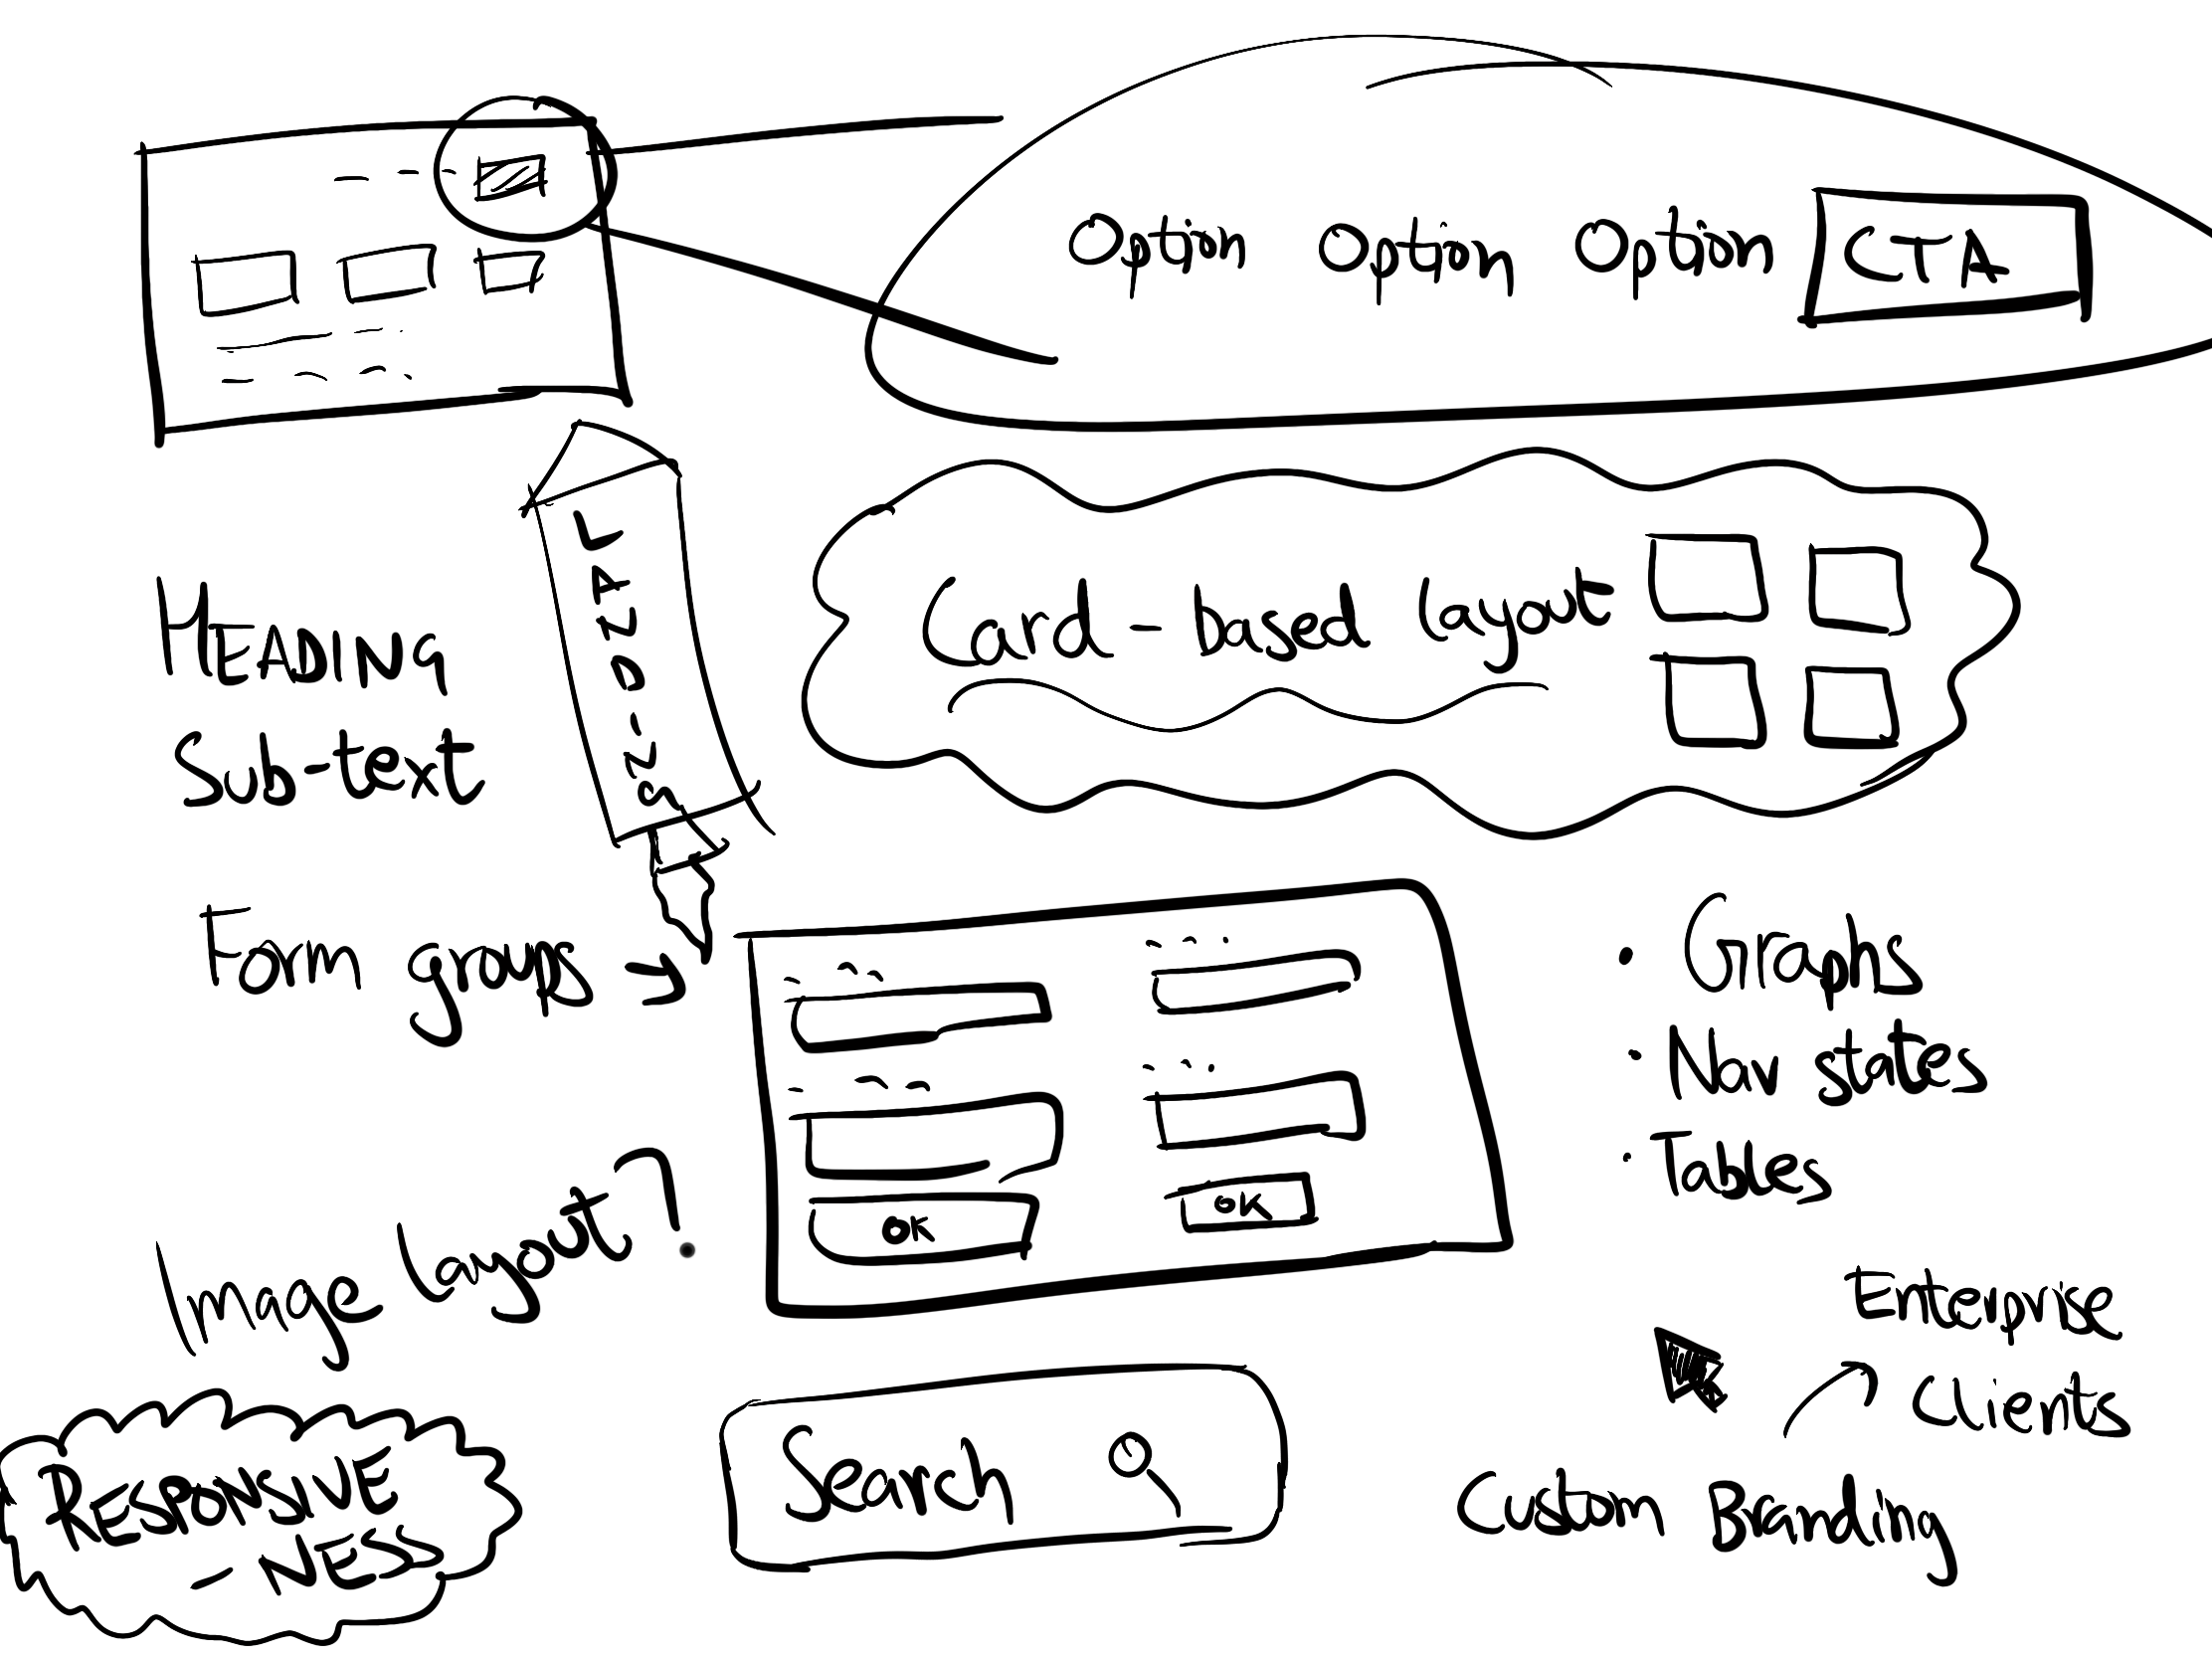 Option Option Option CTA
Card-based layout
HEADING
Sub-text
Form groups
• Graphs
• Nav states
• Tables
OK
OK
Image layout?
Enterprise
Clients
RESPONSIVE
- NESS
Search
Custom Branding